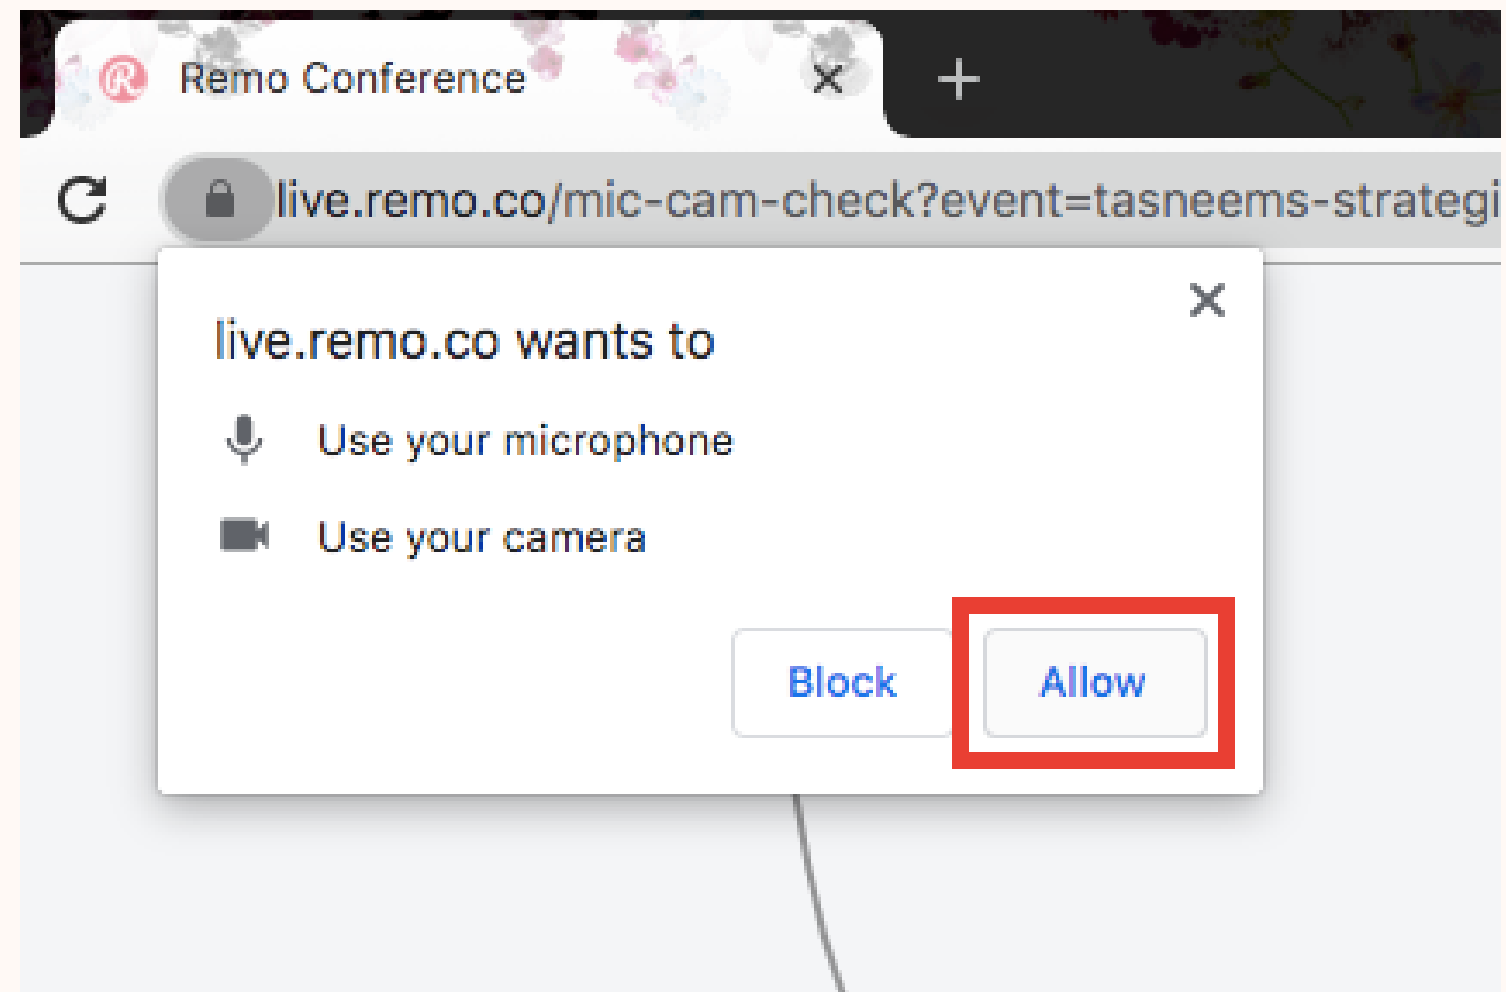 Remo Conference
live.remo.co/mic-cam-check?event=tasneems-strategi
live.remo.co wants to
Use your microphone
Use your camera
Block Allow